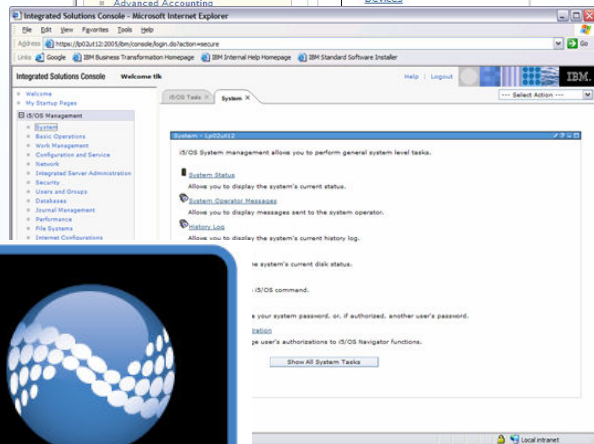 Advanced Accounting
Devices
Integrated Solutions Console - Microsoft Internet Explorer
File Edit View Favorites Tools Help
Address https://lp02ut12:2005/ibm/console/login.do?action=secure Go
Links Google IBM Business Transformation Homepage IBM Internal Help Homepage IBM Standard Software Installer
Integrated Solutions Console Welcome tlk Help | Logout IBM.
Welcome
My Startup Pages
i5/OS Management
System
Basic Operations
Work Management
Configuration and Service
Network
Integrated Server Administration
Security
Users and Groups
Databases
Journal Management
Performance
File Systems
Internet Configurations
i5/OS Tasks System --- Select Action ---
System - Lp02ut12
i5/OS System management allows you to perform general system level tasks.
System Status
Allows you to display the system's current status.
System Operator Messages
Allows you to display messages sent to the system operator.
History Log
Allows you to display the system's current history log.
e system's current disk status.
i5/OS command.
e your system password, or, if authorized, another user's password.
ration
ge user's authorizations to i5/OS Navigator functions.
Show All System Tasks
Local intranet